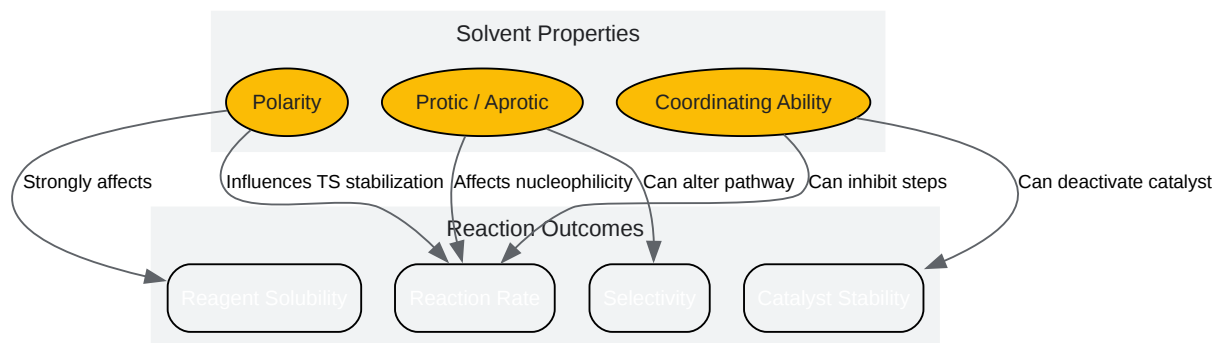 Solvent Properties
Polarity
Protic / Aprotic
Coordinating Ability
Strongly affects
Influences TS stabilization
Affects nucleophilicity
Can alter pathway
Can inhibit steps
Can deactivate catalyst
Reaction Outcomes
Reagent Solubility
Reaction Rate
Selectivity
Catalyst Stability